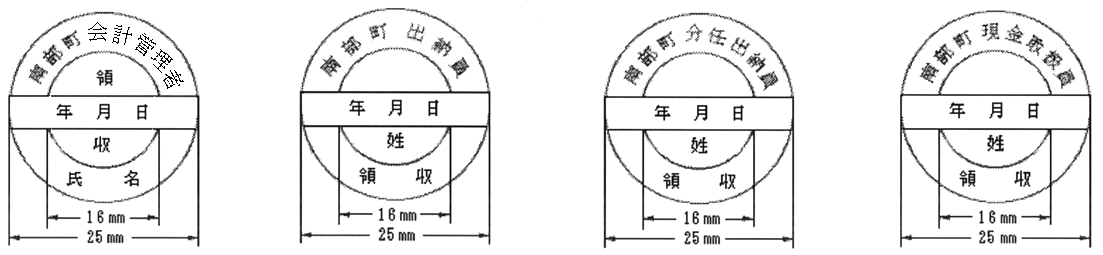 南部町会計管理者
領
年月日
収
氏名
16mm
25mm
南部町出納員
年月日
姓
領収
16mm
25mm
南部町分任出納員
年月日
姓
領収
16mm
25mm
南部町現金取扱員
年月日
姓
領収
16mm
25mm